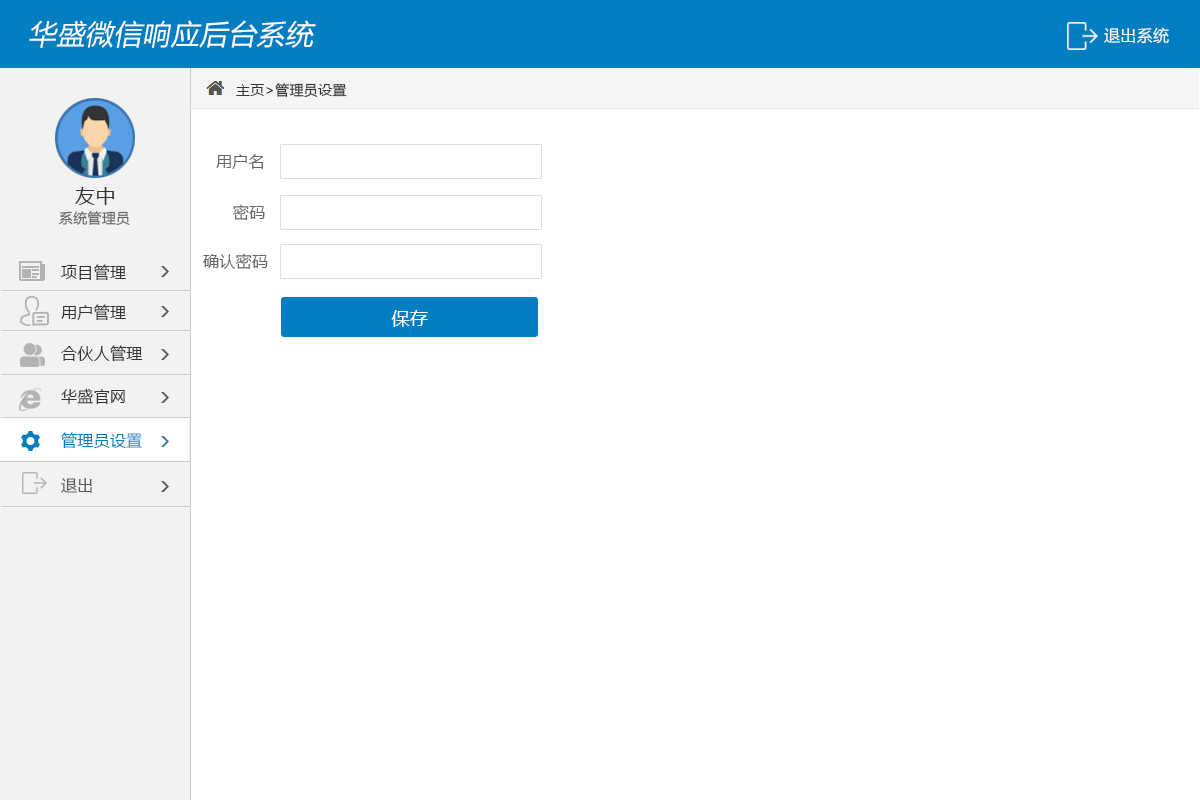 华盛微信响应后台系统
退出系统
主页>管理员设置
友中
系统管理员
项目管理
用户管理
合伙人管理
华盛官网
管理员设置
退出
用户名
密码
确认密码
保存